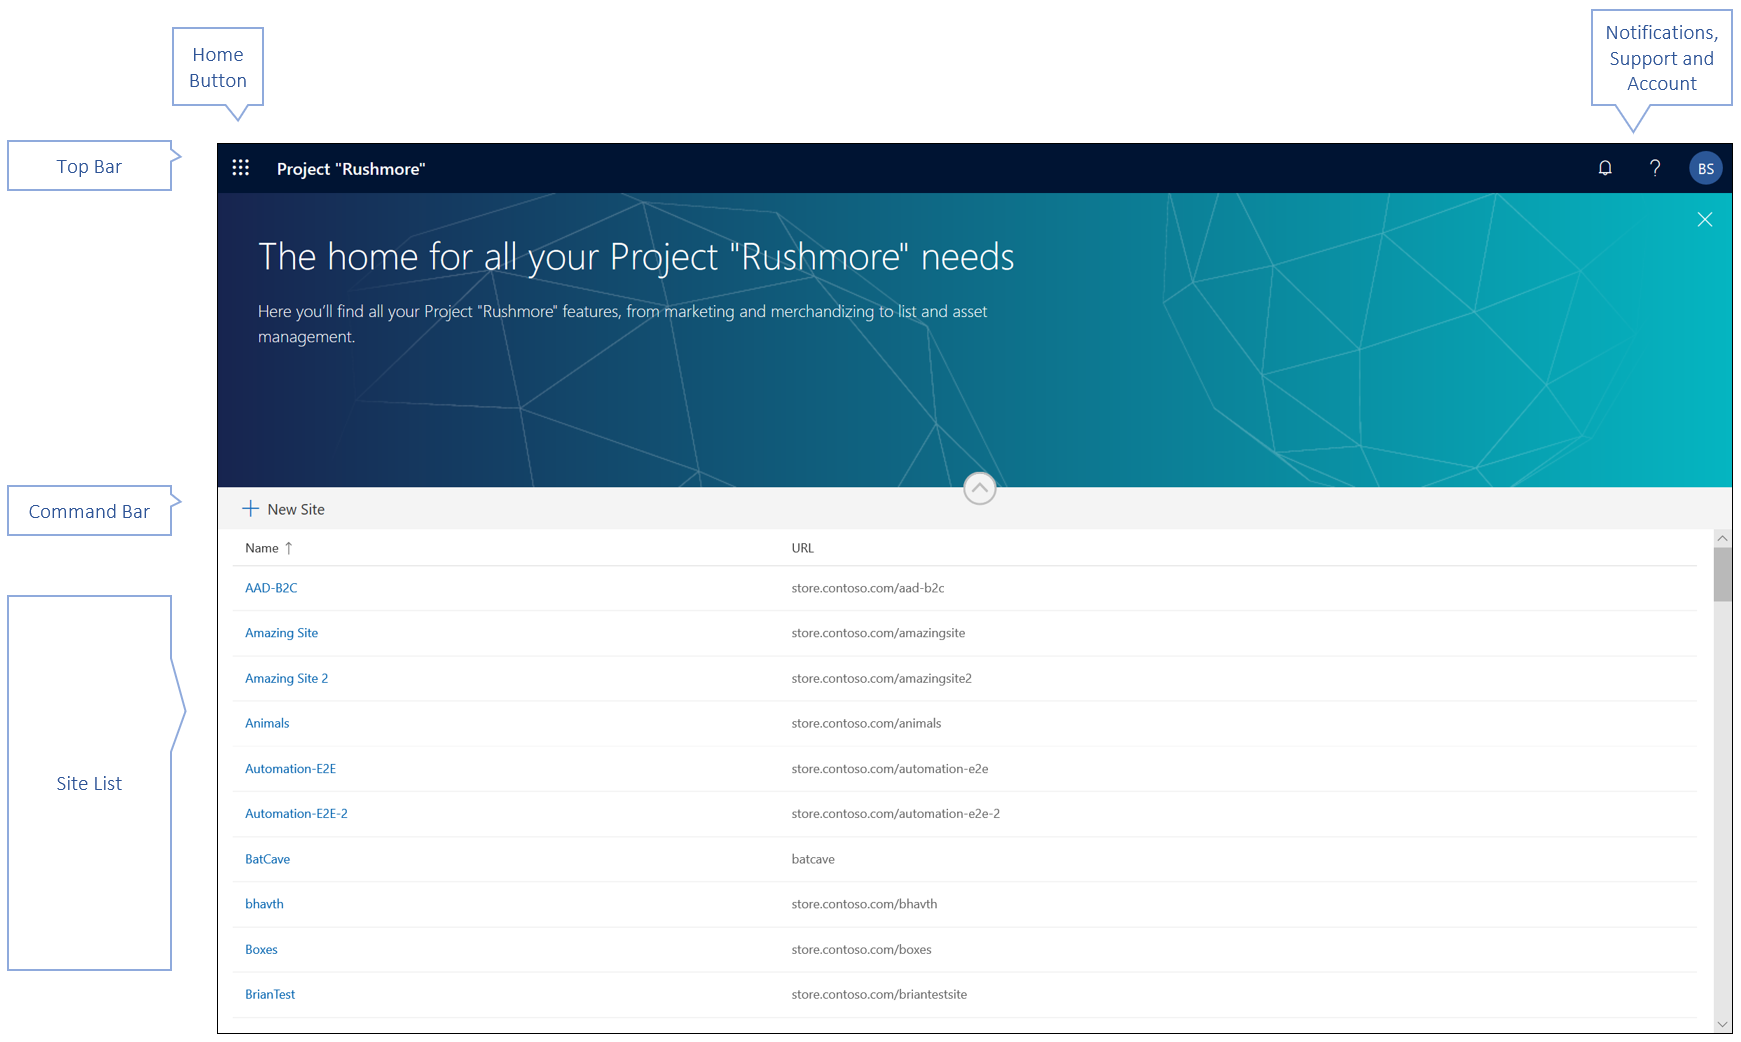 Home
Button
Notifications,
Support and
Account
Top Bar
Project "Rushmore"
?
BS
The home for all your Project "Rushmore" needs
Here you'll find all your Project "Rushmore" features, from marketing and merchandizing to list and asset
management.
Command Bar
New Site
Name ↑ URL
AAD-B2C store.contoso.com/aad-b2c
Amazing Site store.contoso.com/amazingsite
Amazing Site 2 store.contoso.com/amazingsite2
Animals store.contoso.com/animals
Automation-E2E store.contoso.com/automation-e2e
Site List
Automation-E2E-2 store.contoso.com/automation-e2e-2
BatCave batcave
bhavth store.contoso.com/bhavth
Boxes store.contoso.com/boxes
BrianTest store.contoso.com/briantestsite